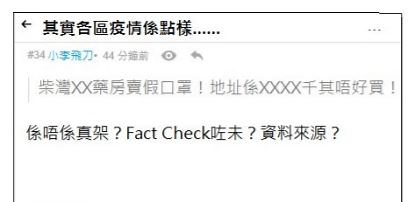 ← 其實各區疫情係點樣...... ...
#34 小李飛刀• 44 分鐘前
柴灣XX藥房賣假口罩！地址係XXXX千其唔好買！
係唔係真架？Fact Check咗未？資料來源？